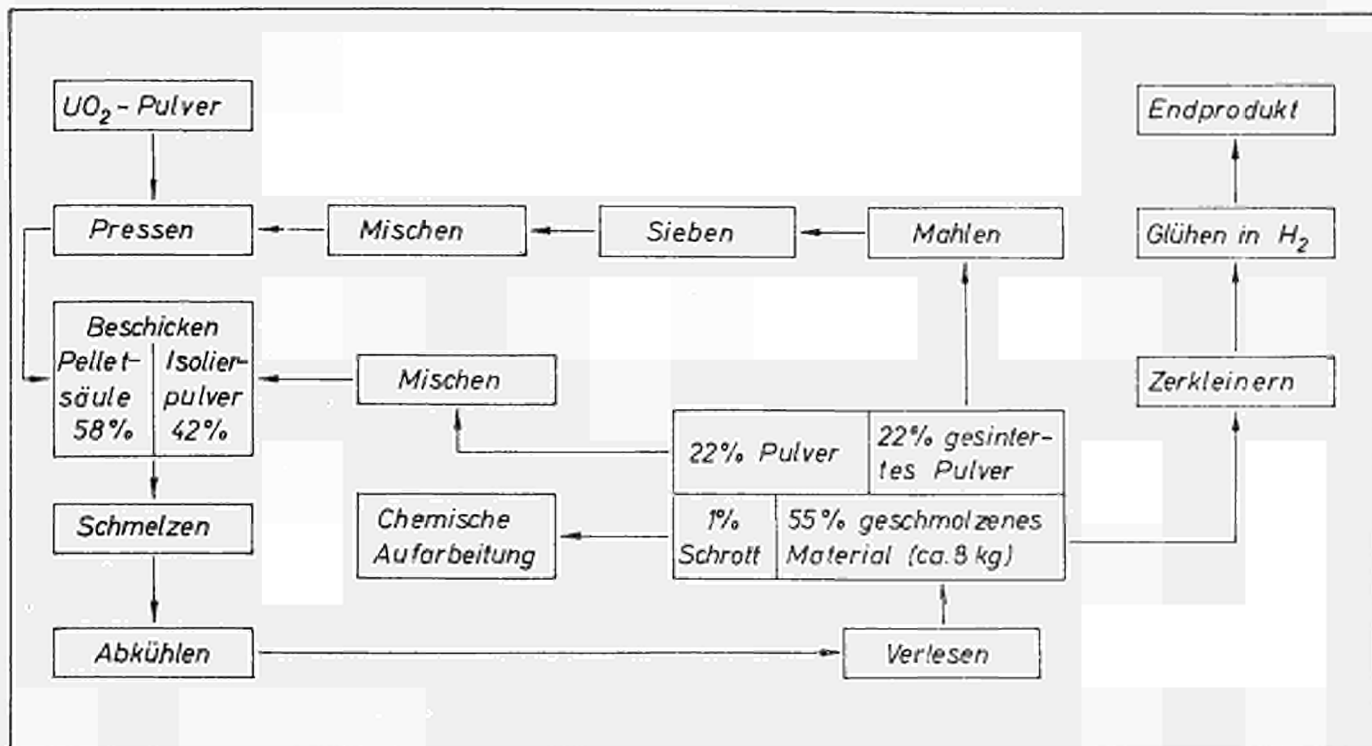 UO₂ - Pulver
Endprodukt
Pressen
Mischen
Sieben
Mahlen
Glühen in H₂
Beschicken
Pellet-
säule
58%
Isolier-
pulver
42%
Mischen
Zerkleinern
22% Pulver
22% gesinter-
tes Pulver
Schmelzen
Chemische
Aufarbeitung
1%
Schrott
55% geschmolzenes
Material (ca. 8 kg)
Abkühlen
Verlesen